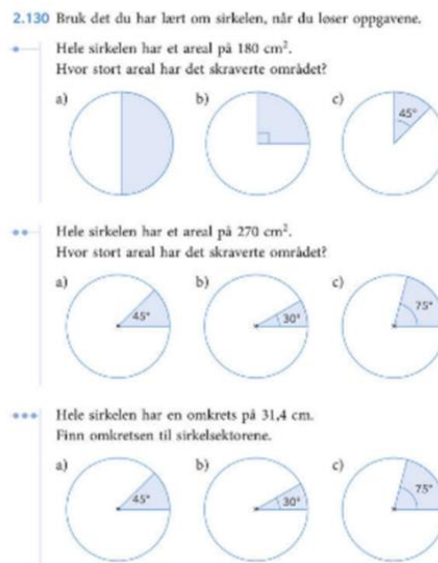 2.130 Bruk det du har lært om sirkelen, når du løser oppgavene.
Hele sirkelen har et areal på 180 cm².
Hvor stort areal har det skraverte området?
a) b) c)
45°
Hele sirkelen har et areal på 270 cm².
Hvor stort areal har det skraverte området?
a) b) c)
45° 30° 75°
Hele sirkelen har en omkrets på 31,4 cm.
Finn omkretsen til sirkelsektorene.
a) b) c)
45° 30° 75°